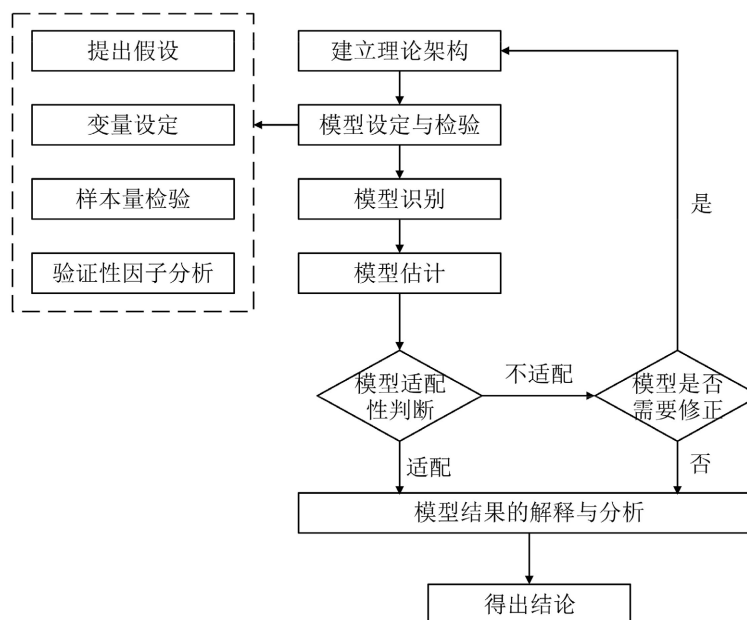 提出假设
变量设定
样本量检验
验证性因子分析
建立理论架构
模型设定与检验
模型识别
模型估计
模型适配
性判断
不适配
适配
模型是否
需要修正
是
否
模型结果的解释与分析
得出结论